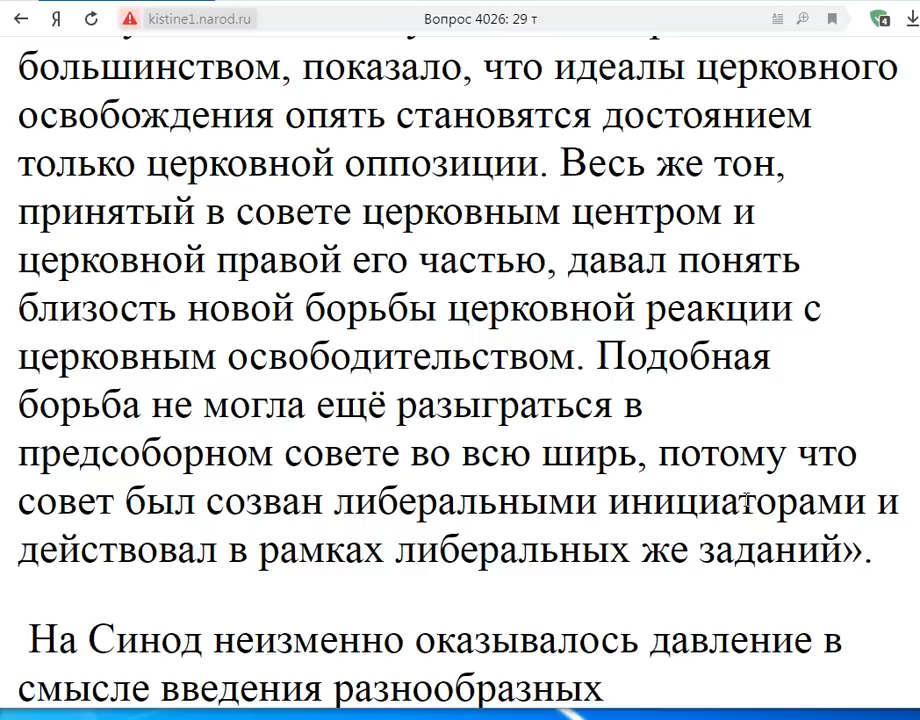 Я
kistine1.narod.ru
Вопрос 4026: 29 т
4
большинством, показало, что идеалы церковного
освобождения опять становятся достоянием
только церковной оппозиции. Весь же тон,
принятый в совете церковным центром и
церковной правой его частью, давал понять
близость новой борьбы церковной реакции с
церковным освободительством. Подобная
борьба не могла ещё разыграться в
предсоборном совете во всю ширь, потому что
совет был созван либеральными инициаторами и
действовал в рамках либеральных же заданий».
На Синод неизменно оказывалось давление в
смысле введения разнообразных